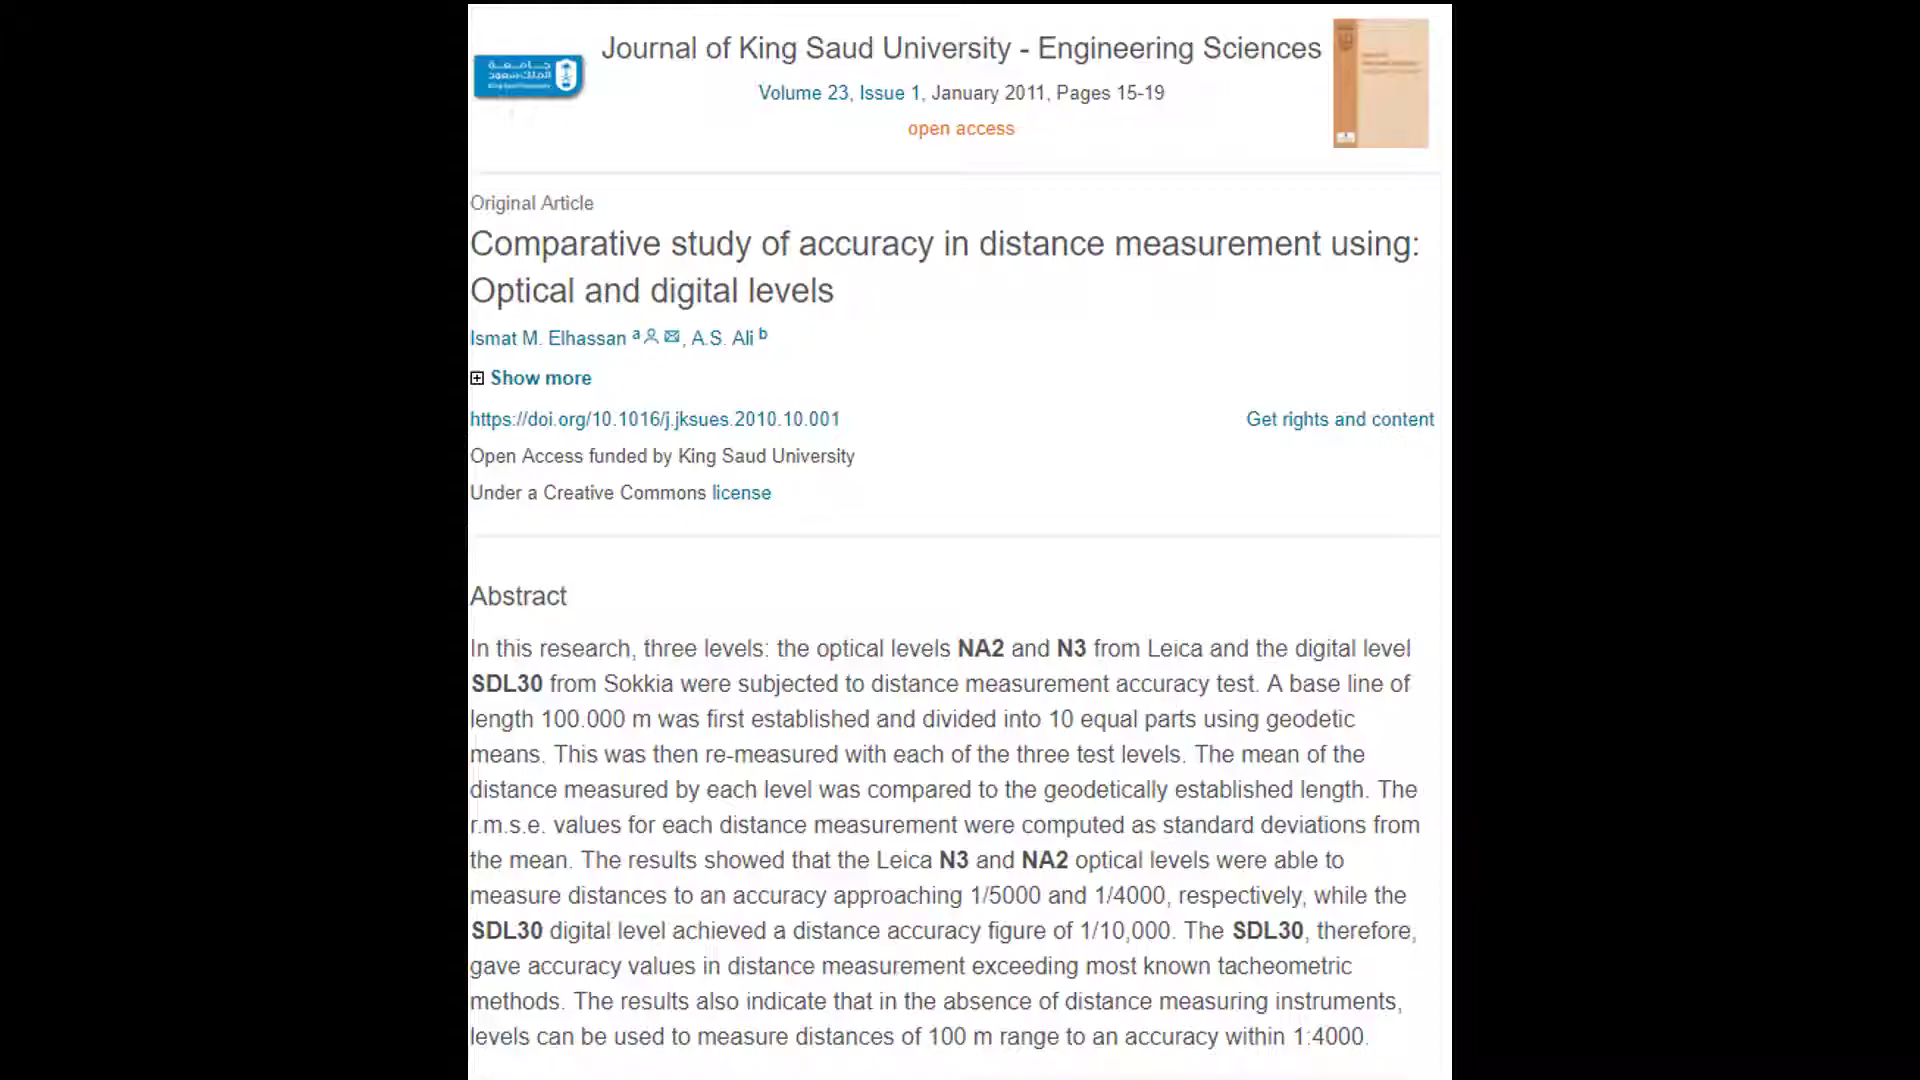 Journal of King Saud University - Engineering Sciences
Volume 23, Issue 1, January 2011, Pages 15-19
open access
Original Article
Comparative study of accuracy in distance measurement using:
Optical and digital levels
Ismat M. Elhassan a, A.S. Ali b
Show more
https://doi.org/10.1016/j.jksues.2010.10.001
Get rights and content
Open Access funded by King Saud University
Under a Creative Commons license
Abstract
In this research, three levels: the optical levels NA2 and N3 from Leica and the digital level
SDL30 from Sokkia were subjected to distance measurement accuracy test. A base line of
length 100.000 m was first established and divided into 10 equal parts using geodetic
means. This was then re-measured with each of the three test levels. The mean of the
distance measured by each level was compared to the geodetically established length. The
r.m.s.e. values for each distance measurement were computed as standard deviations from
the mean. The results showed that the Leica N3 and NA2 optical levels were able to
measure distances to an accuracy approaching 1/5000 and 1/4000, respectively, while the
SDL30 digital level achieved a distance accuracy figure of 1/10,000. The SDL30, therefore,
gave accuracy values in distance measurement exceeding most known tacheometric
methods. The results also indicate that in the absence of distance measuring instruments,
levels can be used to measure distances of 100 m range to an accuracy within 1:4000.